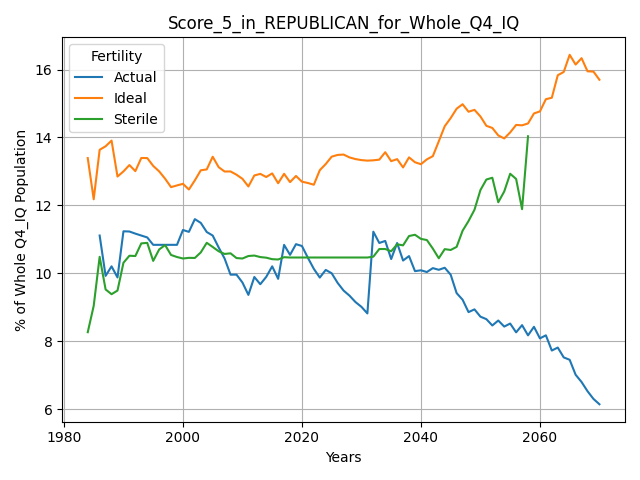 Score_5_in_REPUBLICAN_for_Whole_Q4_IQ
Fertility
Actual
Ideal
Sterile
% of Whole Q4_IQ Population
16
14
12
10
8
6
1980
2000
2020
2040
2060
Years